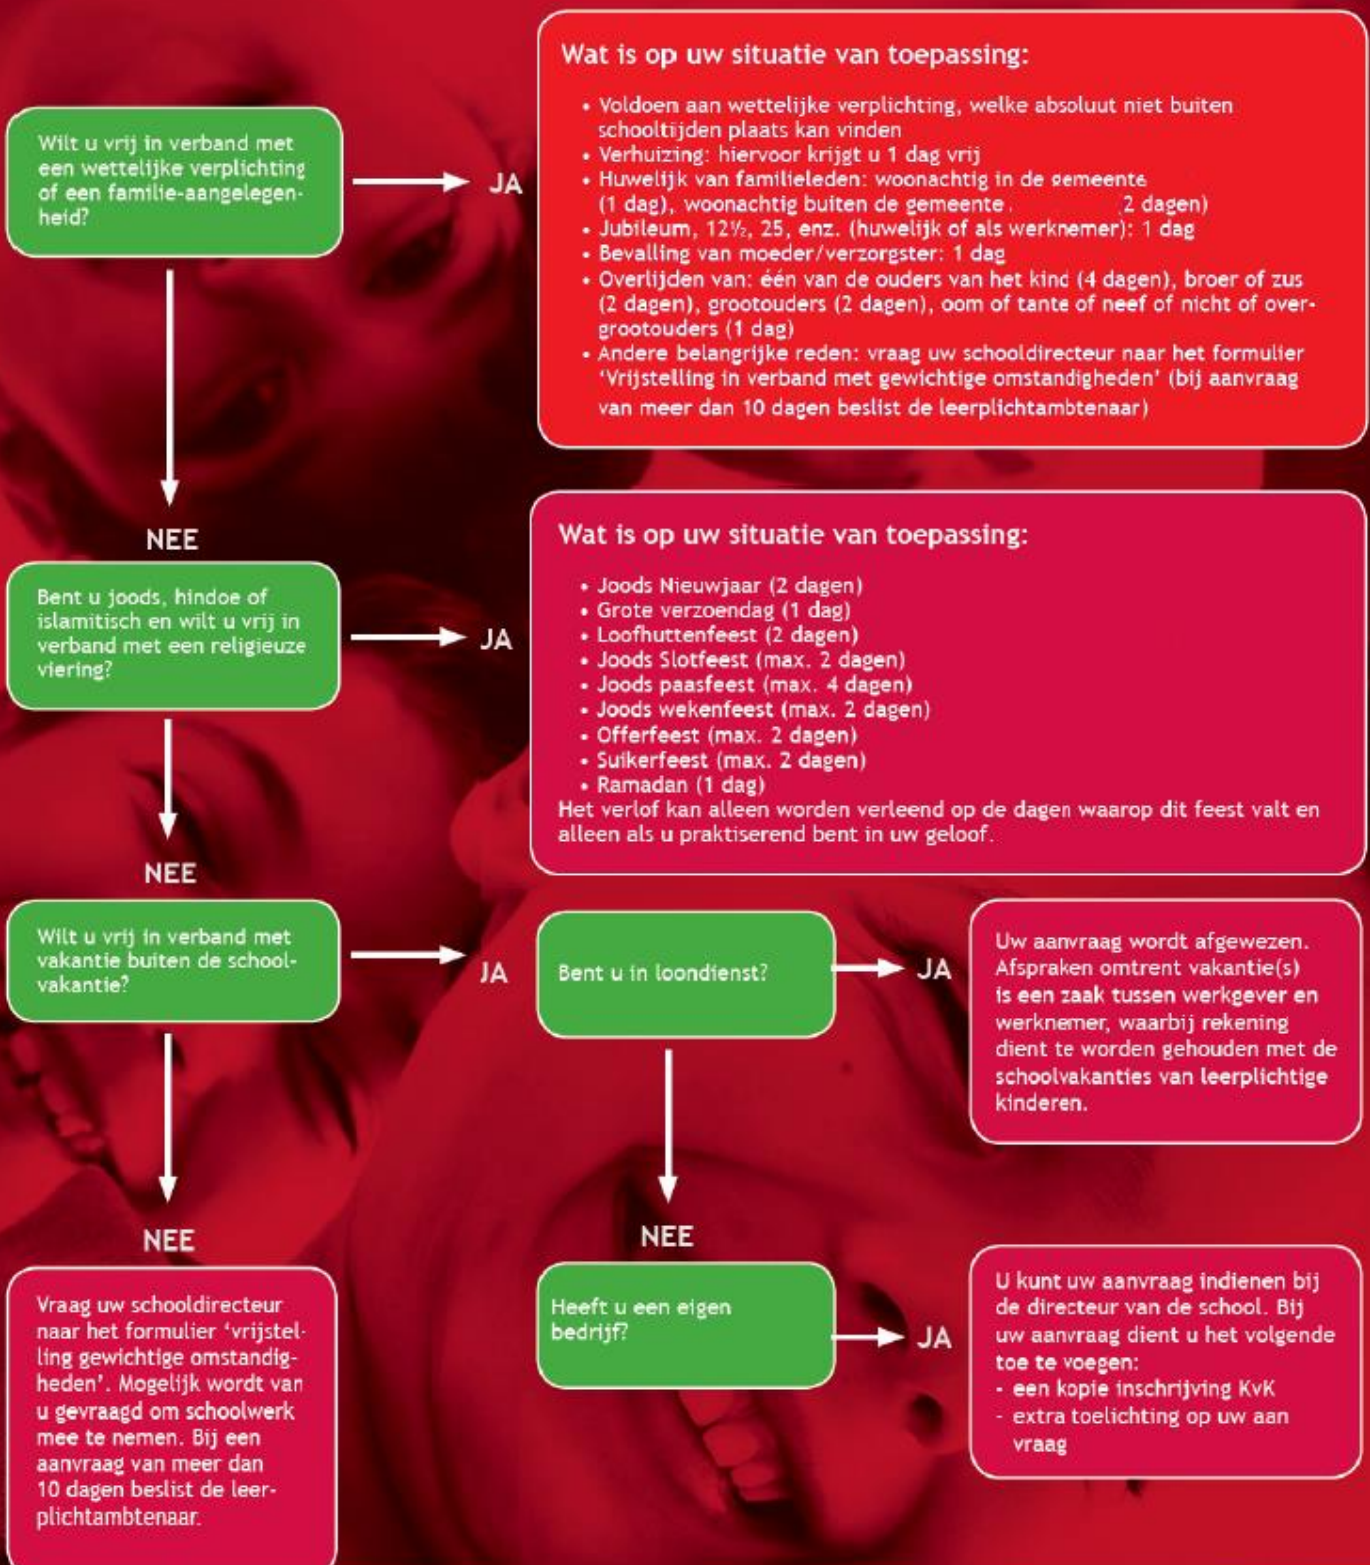 Wilt u vrij in verband met
een wettelijke verplichting
of een familie-aangelegen-
heid?
JA
Wat is op uw situatie van toepassing:
• Voldoen aan wettelijke verplichting, welke absoluut niet buiten
schooltijden plaats kan vinden
• Verhuizing: hiervoor krijgt u 1 dag vrij
• Huwelijk van familieleden: woonachtig in de gemeente
(1 dag), woonachtig buiten de gemeente 2 dagen)
• Jubileum, 12½, 25, enz. (huwelijk of als werknemer): 1 dag
• Bevalling van moeder/verzorgster: 1 dag
• Overlijden van: één van de ouders van het kind (4 dagen), broer of zus
(2 dagen), grootouders (2 dagen), oom of tante of neef of nicht of over-
grootouders (1 dag)
• Andere belangrijke reden: vraag uw schooldirecteur naar het formulier
‘Vrijstelling in verband met gewichtige omstandigheden’ (bij aanvraag
van meer dan 10 dagen beslist de leerplichtambtenaar)
NEE
Bent u joods, hindoe of
islamitisch en wilt u vrij in
verband met een religieuze
viering?
JA
Wat is op uw situatie van toepassing:
• Joods Nieuwjaar (2 dagen)
• Grote verzoendag (1 dag)
• Loofhuttenfeest (2 dagen)
• Joods Slotfeest (max. 2 dagen)
• Joods paasfeest (max. 4 dagen)
• Joods wekenfeest (max. 2 dagen)
• Offerfeest (max. 2 dagen)
• Suikerfeest (max. 2 dagen)
• Ramadan (1 dag)
Het verlof kan alleen worden verleend op de dagen waarop dit feest valt en
alleen als u praktiserend bent in uw geloof.
NEE
Wilt u vrij in verband met
vakantie buiten de school-
vakantie?
JA
Bent u in loondienst?
JA
Uw aanvraag wordt afgewezen.
Afspraken omtrent vakantie(s)
is een zaak tussen werkgever en
werknemer, waarbij rekening
dient te worden gehouden met de
schoolvakanties van leerplichtige
kinderen.
NEE
Vraag uw schooldirecteur
naar het formulier ‘vrijstel-
ling gewichtige omstandig-
heden’. Mogelijk wordt van
u gevraagd om schoolwerk
mee te nemen. Bij een
aanvraag van meer dan
10 dagen beslist de leer-
plichtambtenaar.
NEE
Heeft u een eigen
bedrijf?
JA
U kunt uw aanvraag indienen bij
de directeur van de school. Bij
uw aanvraag dient u het volgende
toe te voegen:
- een kopie inschrijving KvK
- extra toelichting op uw aan
vraag